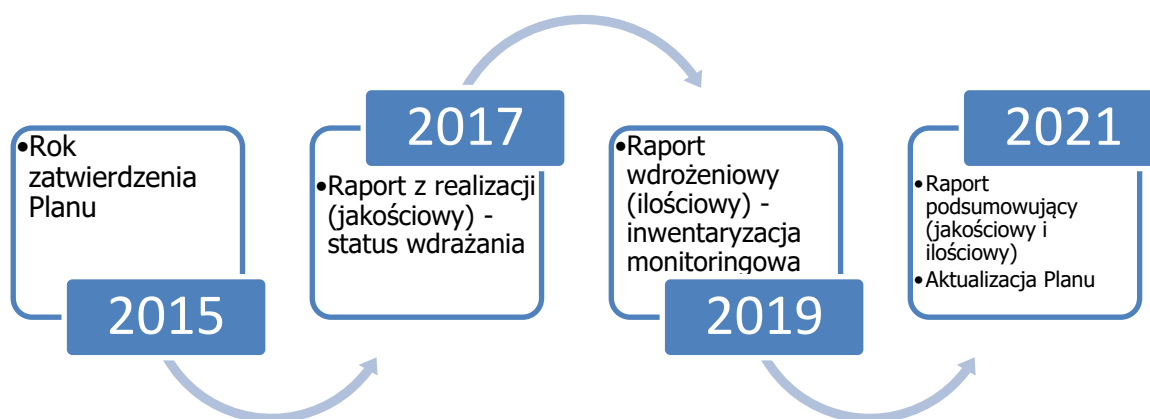 •Rok
zatwierdzenia
Planu
2015
2017
•Raport z realizacji
(jakościowy) -
status wdrażania
•Raport
wdrożeniowy
(ilościowy) -
inwentaryzacja
monitoringowa
2019
2021
•Raport
podsumowujący
(jakościowy i
ilościowy)
•Aktualizacja Planu